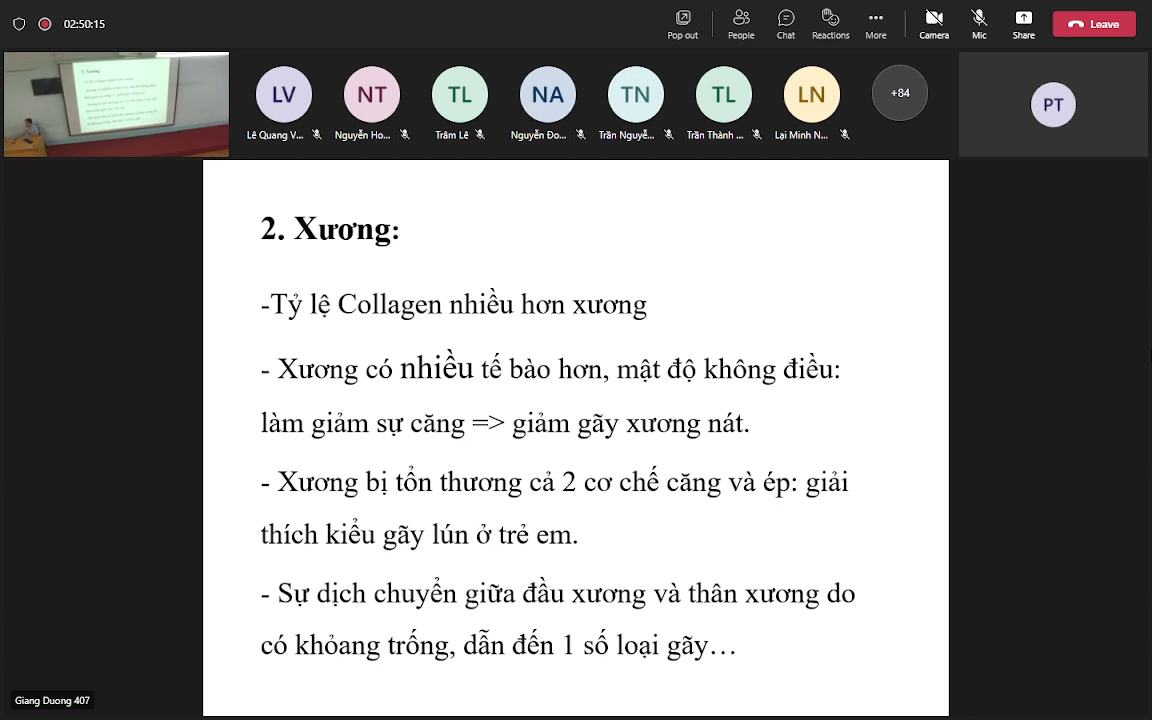 02:50:15
Pop out
People
Chat
Reactions
More
Camera
Mic
Share
Leave
LV
NT
TL
NA
TN
TL
LN
+84
PT
Lê Quang V...
Nguyễn Ho...
Trâm Lê
Nguyễn Đo...
Trần Nguyễ...
Trần Thành ...
Lại Minh N...
2. Xương:
-Tỷ lệ Collagen nhiều hơn xương
- Xương có nhiều tế bào hơn, mật độ không điều:
làm giảm sự căng => giảm gãy xương nát.
- Xương bị tổn thương cả 2 cơ chế căng và ép: giải
thích kiểu gãy lún ở trẻ em.
- Sự dịch chuyển giữa đầu xương và thân xương do
có khỏang trống, dẫn đến 1 số loại gãy…
Giang Duong 407